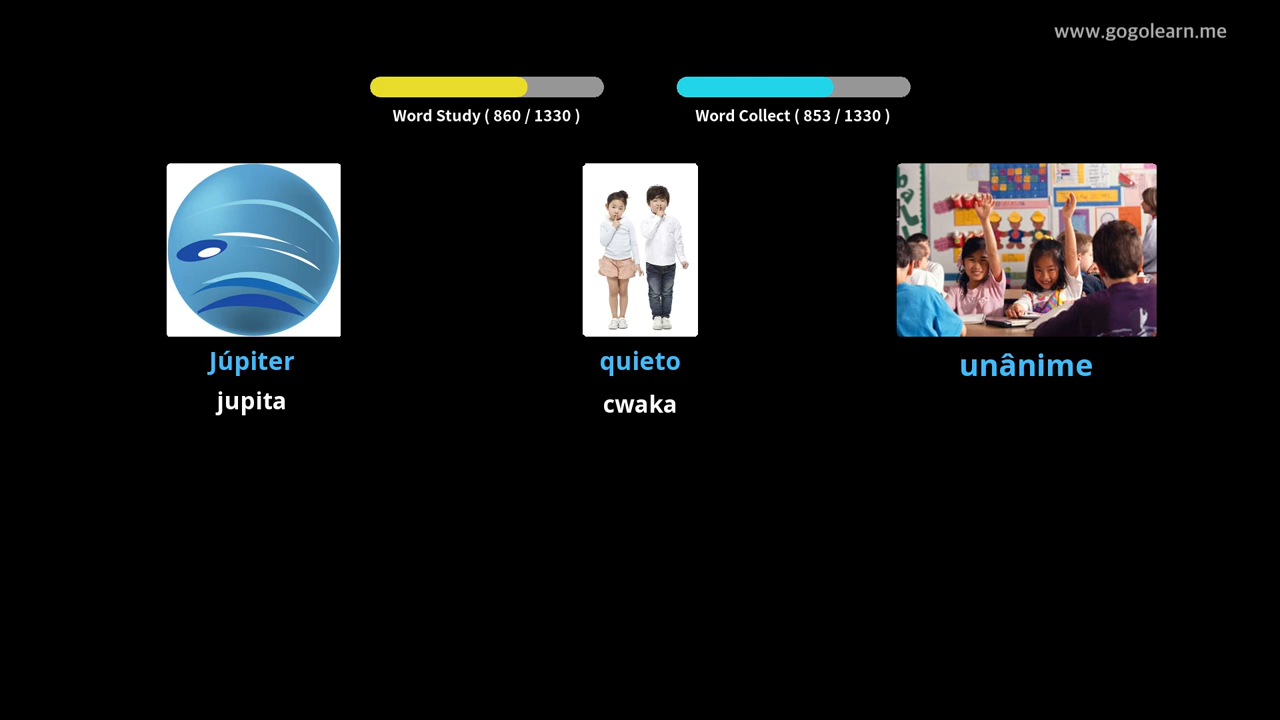 www.gogolearn.me
Word Study ( 860 / 1330 )
Word Collect ( 853 / 1330 )
Júpiter
jupita
quieto
cwaka
unânime